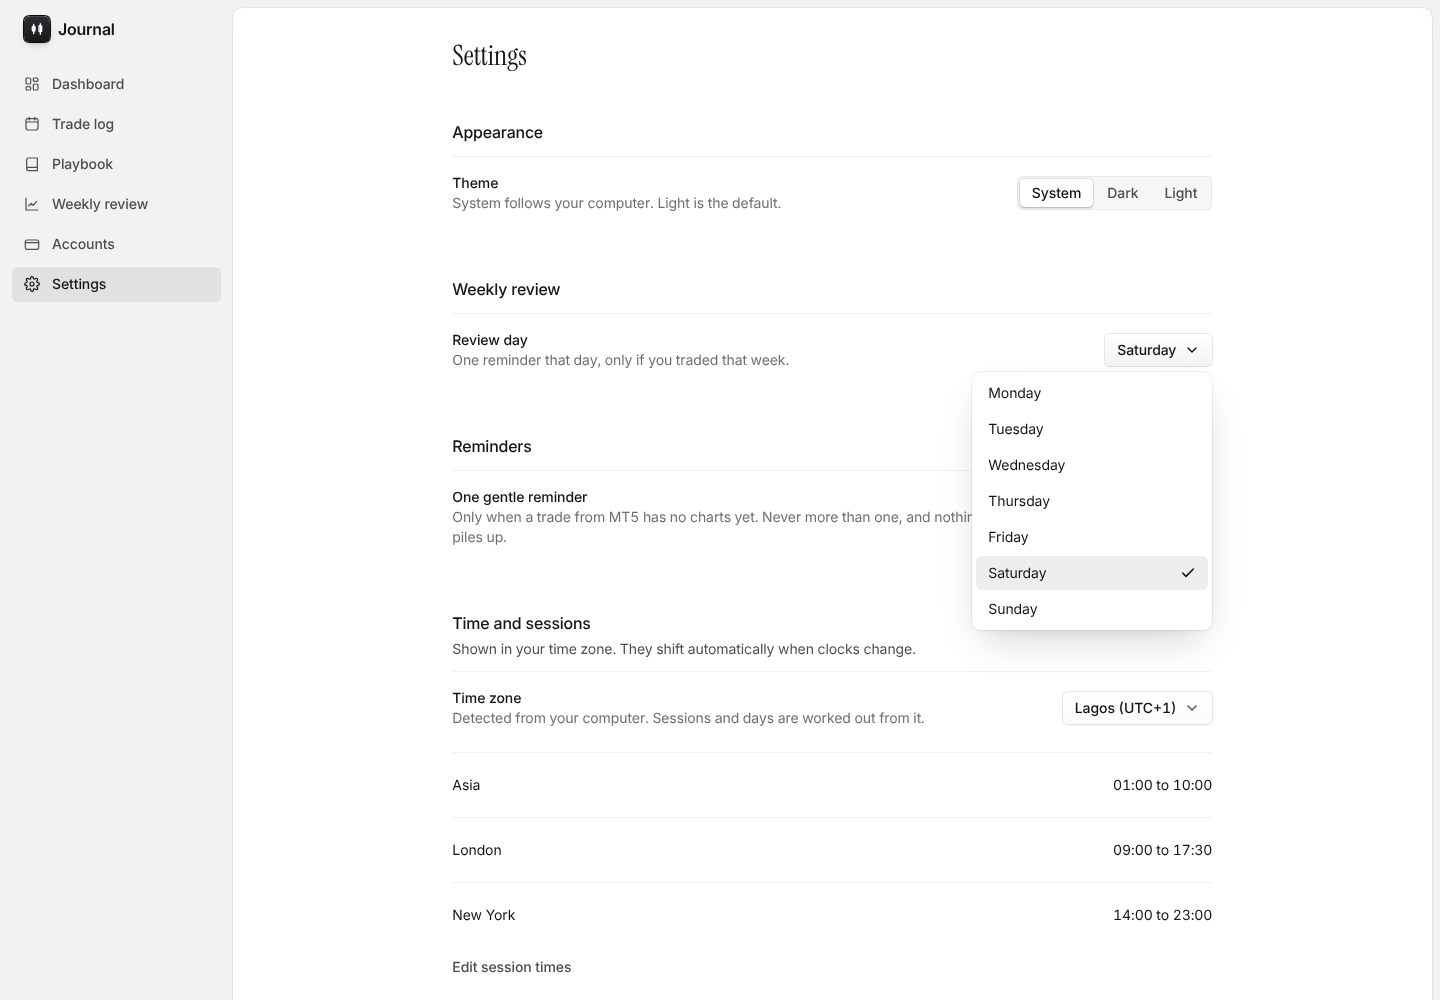 Journal
Dashboard
Trade log
Playbook
Weekly review
Accounts
Settings
Settings
Appearance
Theme
System follows your computer. Light is the default.
System
Dark
Light
Weekly review
Review day
One reminder that day, only if you traded that week.
Saturday
Monday
Tuesday
Wednesday
Thursday
Friday
Saturday
Sunday
Reminders
One gentle reminder
Only when a trade from MT5 has no charts yet. Never more than one, and
piles up.
Time and sessions
Shown in your time zone. They shift automatically when clocks change.
Time zone
Detected from your computer. Sessions and days are worked out from it.
Lagos (UTC+1)
Asia
01:00 to 10:00
London
09:00 to 17:30
New York
14:00 to 23:00
Edit session times